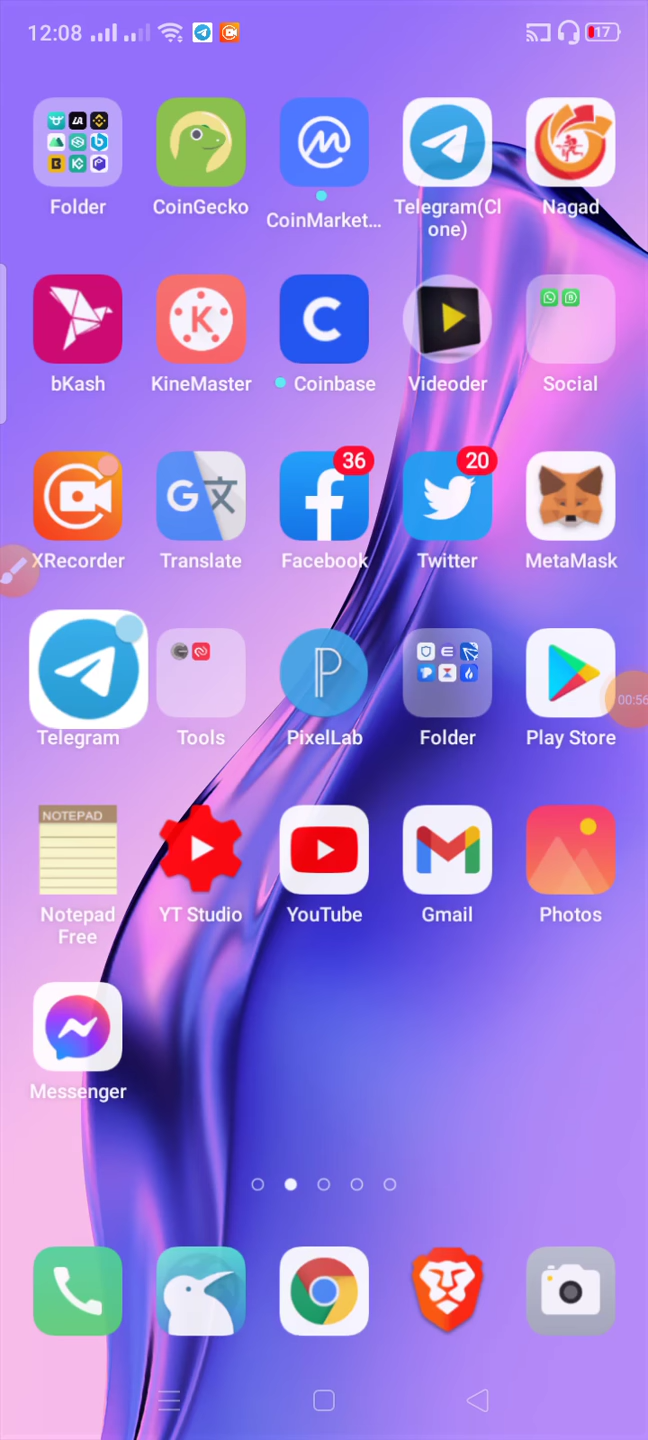 12:08
17
Folder
CoinGecko
CoinMarket...
Telegram(Cl
one)
Nagad
bKash
KineMaster
Coinbase
Videoder
Social
36
20
XRecorder
Translate
Facebook
Twitter
MetaMask
00:56
Telegram
Tools
PixelLab
Folder
Play Store
NOTEPAD
Notepad
Free
YT Studio
YouTube
Gmail
Photos
Messenger